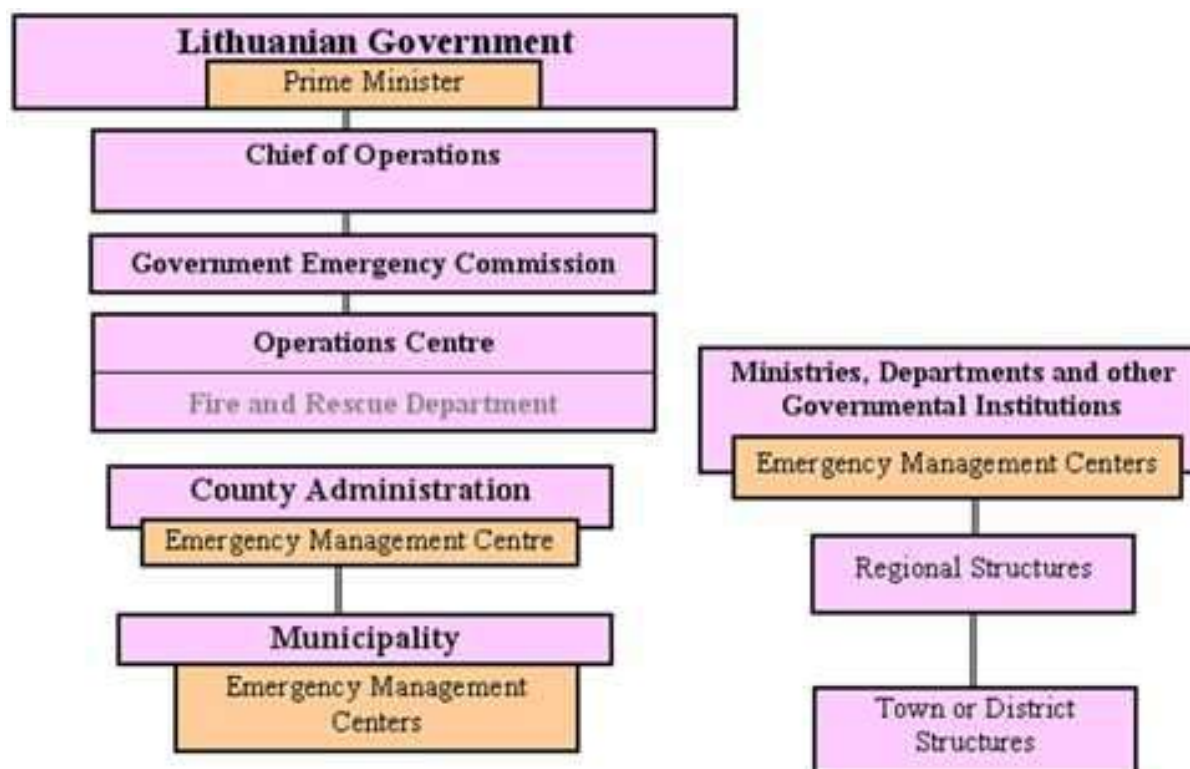 Lithuanian Government
Prime Minister
Chief of Operations
Government Emergency Commission
Operations Centre
Fire and Rescue Department
County Administration
Emergency Management Centre
Municipality
Emergency Management
Centers
Ministries, Departments and other
Governmental Institutions
Emergency Management Centers
Regional Structures
Town or District
Structures